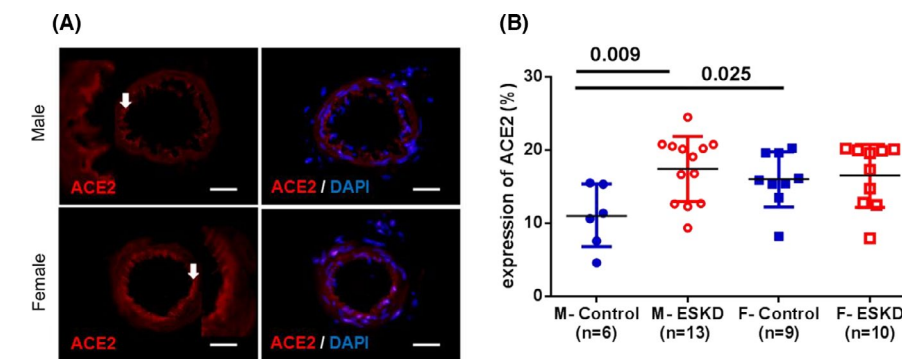 (A)
(B)
Male
ACE2
ACE2 / DAPI
Female
ACE2
ACE2 / DAPI
0.009
0.025
expression of ACE2 (%)
30
20
10
0
M- Control
(n=6)
M- ESKD
(n=13)
F- Control
(n=9)
F- ESKD
(n=10)